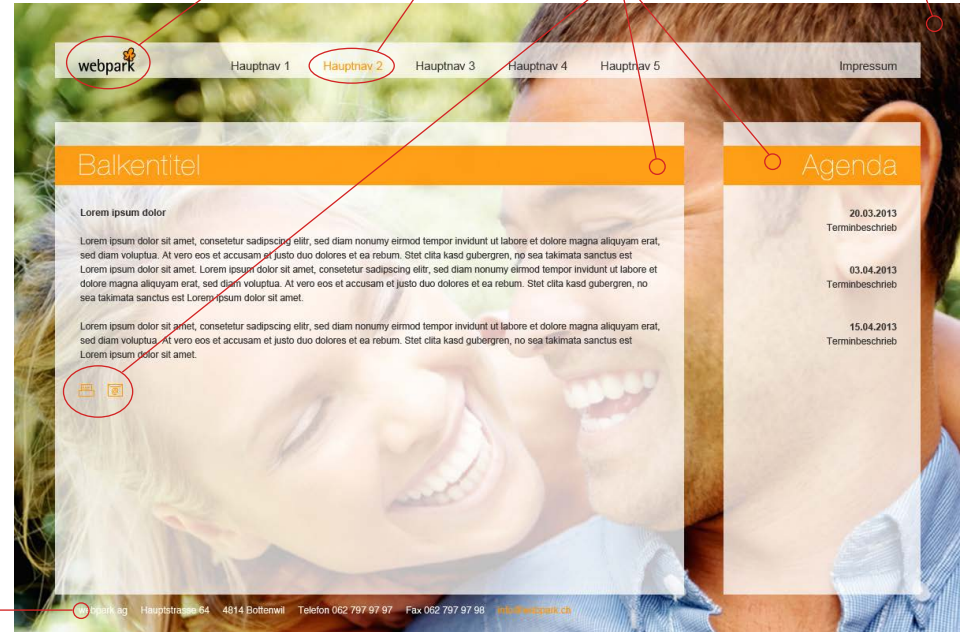 webpark
Hauptnav 1 Hauptnav 2 Hauptnav 3 Hauptnav 4 Hauptnav 5 Impressum
Balkentitel
Lorem ipsum dolor
Lorem ipsum dolor sit amet, consetetur sadipscing elitr, sed diam nonumy eirmod tempor invidunt ut labore et dolore magna aliquyam erat,
sed diam voluptua. At vero eos et accusam et justo duo dolores et ea rebum. Stet clita kasd gubergren, no sea takimata sanctus est
Lorem ipsum dolor sit amet. Lorem ipsum dolor sit amet, consetetur sadipscing elitr, sed diam nonumy eirmod tempor invidunt ut labore et
dolore magna aliquyam erat, sed diam voluptua. At vero eos et accusam et justo duo dolores et ea rebum. Stet clita kasd gubergren, no
sea takimata sanctus est Lorem ipsum dolor sit amet.
Lorem ipsum dolor sit amet, consetetur sadipscing elitr, sed diam nonumy eirmod tempor invidunt ut labore et dolore magna aliquyam erat,
sed diam voluptua. At vero eos et accusam et justo duo dolores et ea rebum. Stet clita kasd gubergren, no sea takimata sanctus est
Lorem ipsum dolor sit amet.
Agenda
20.03.2013
Terminbeschrieb
03.04.2013
Terminbeschrieb
15.04.2013
Terminbeschrieb
webpark ag Hauptstrasse 64 4814 Bottenwil Telefon 062 797 97 97 Fax 062 797 97 98 info@webpark.ch